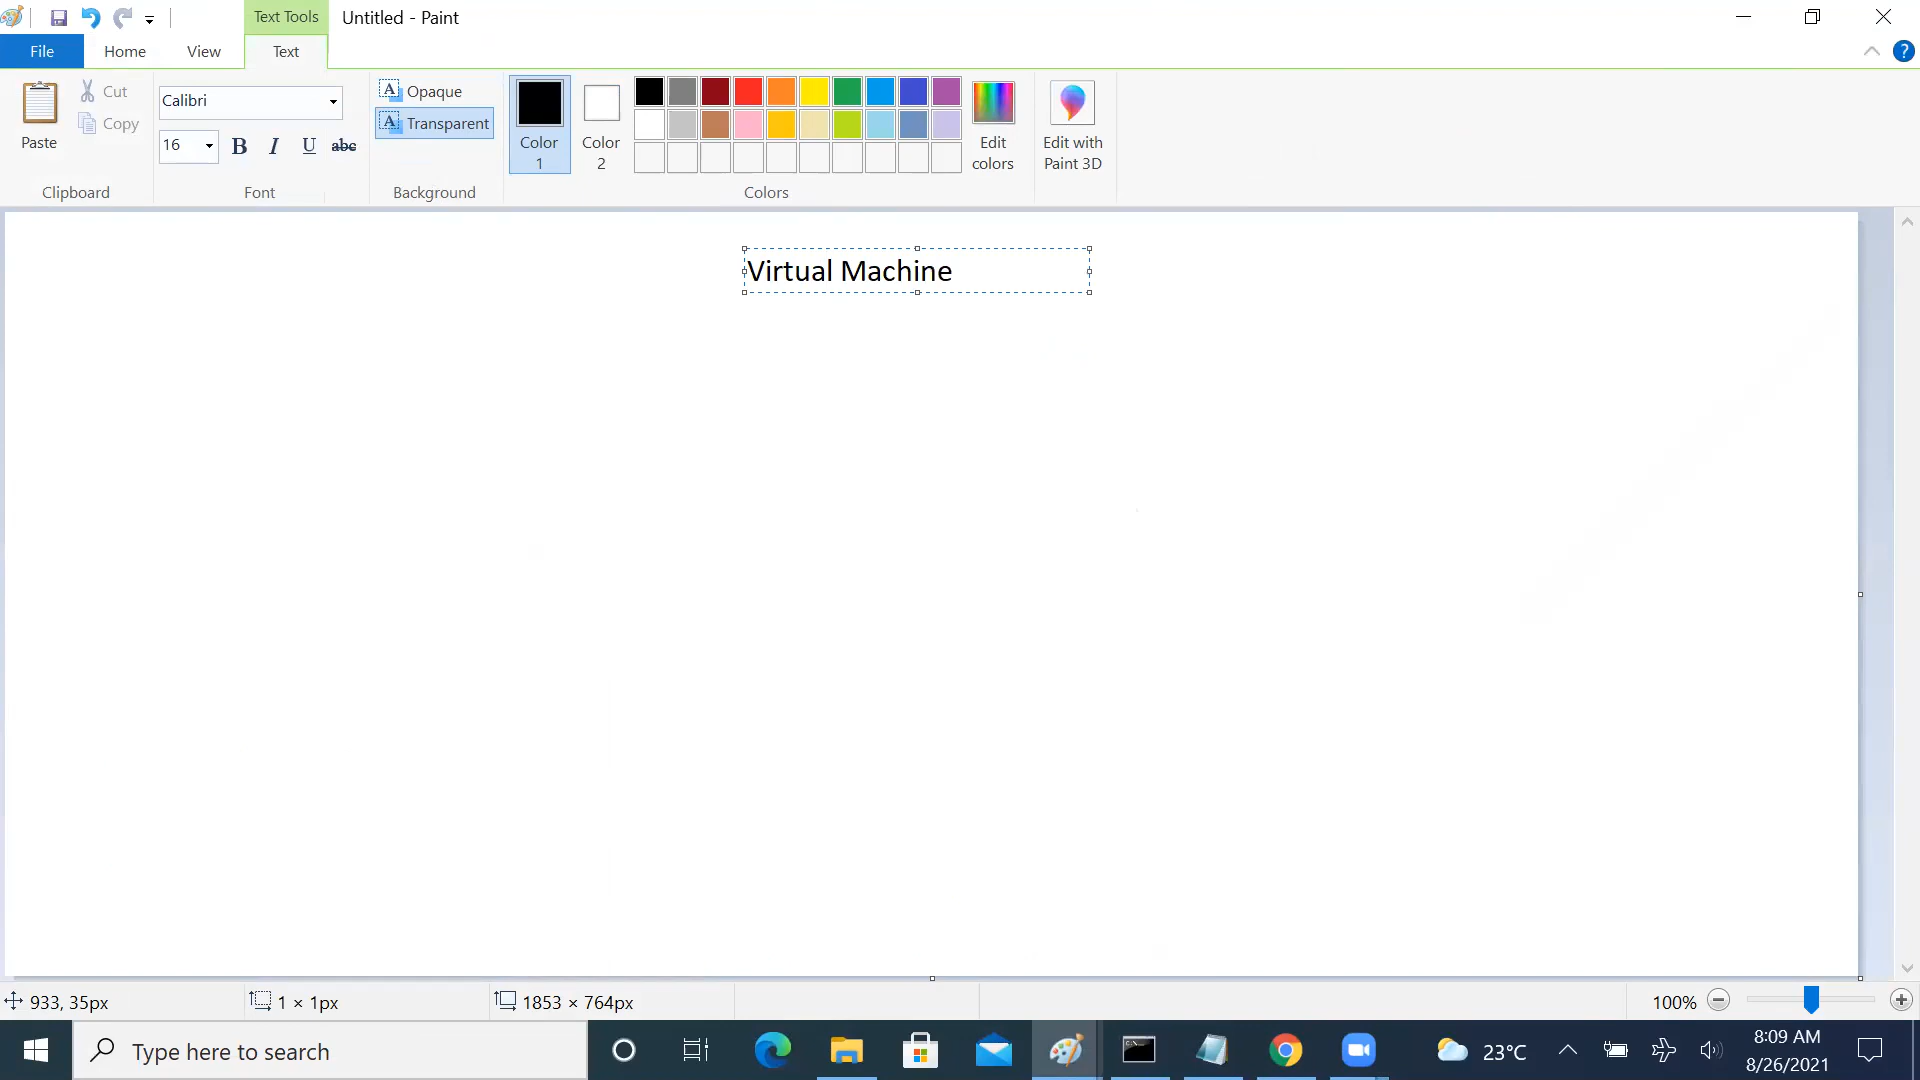 Text Tools
Untitled - Paint
File
Home
View
Text
?
Paste
Cut
Copy
Clipboard
Calibri
16
B I U abc
Font
A Opaque
A Transparent
Background
Color 1
Color 2
Colors
Edit colors
Edit with Paint 3D
Virtual Machine
933, 35px
1 × 1px
1853 × 764px
100%
Type here to search
23°C
8:09 AM
8/26/2021